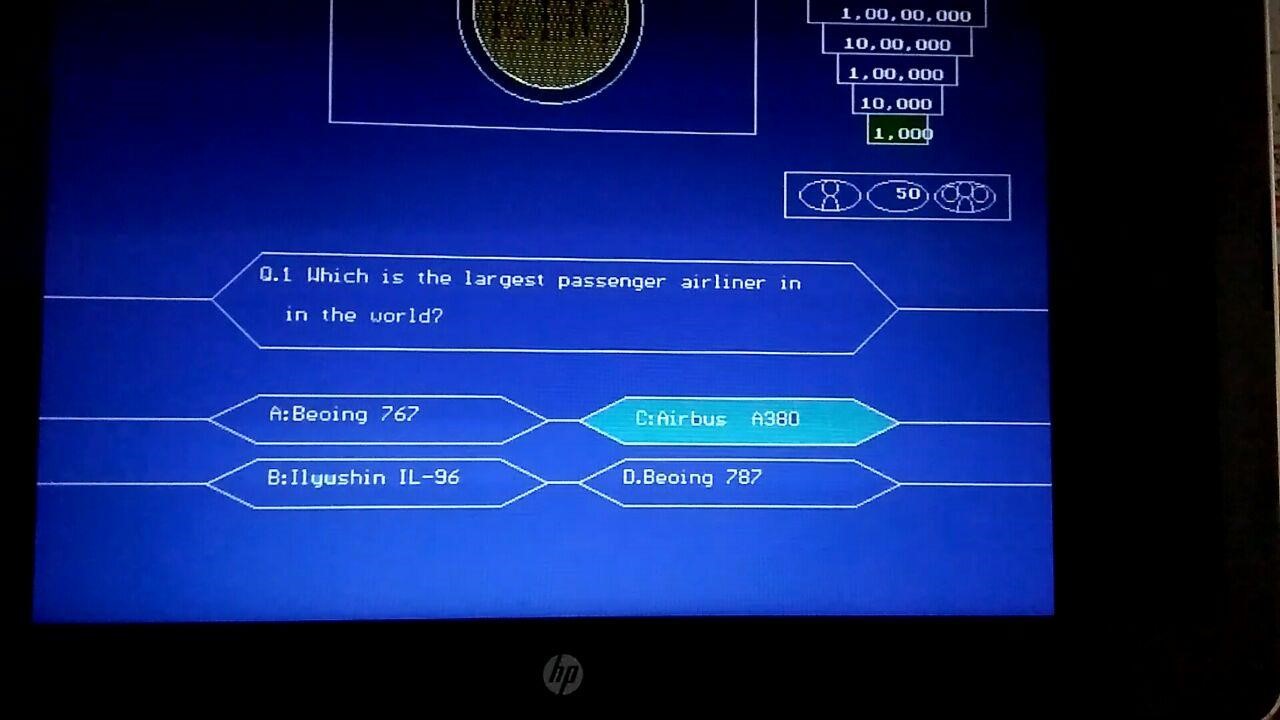 1,00,00,000
10,00,000
1,00,000
10,000
1,000
50
Q.1 Which is the largest passenger airliner in
in the world?
A:Beoing 767
C:Airbus A380
B:Ilyushin IL-96
D.Beoing 787
hp